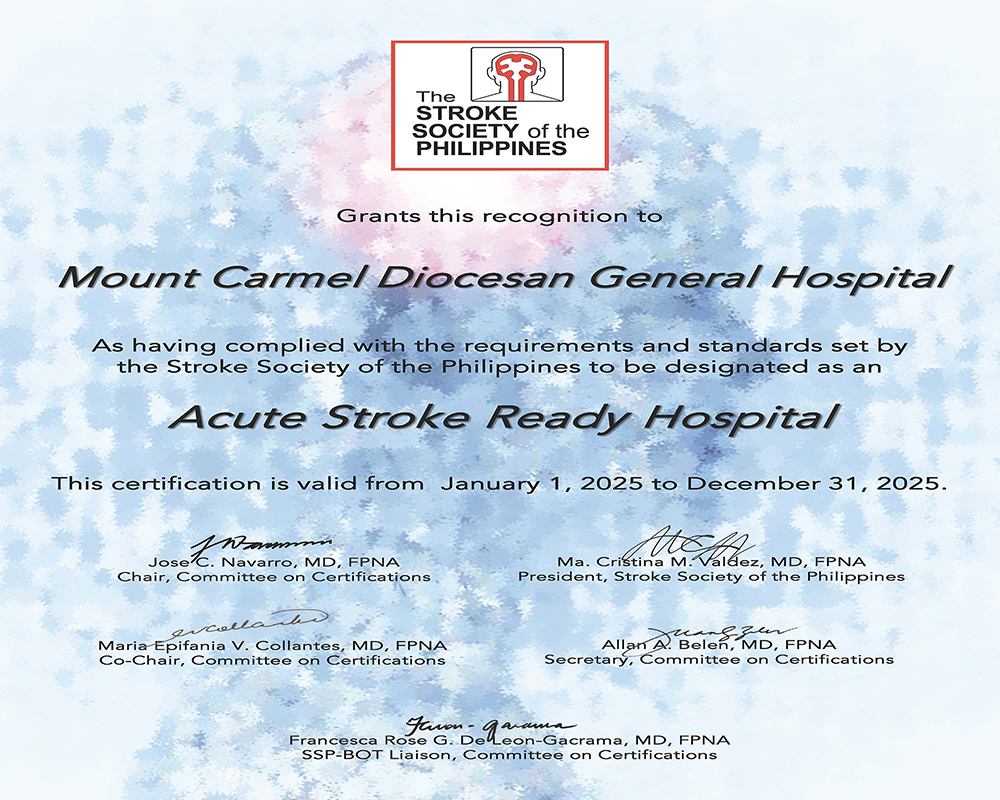 The
STROKE
SOCIETY of the
PHILIPPINES
Grants this recognition to
Mount Carmel Diocesan General Hospital
As having complied with the requirements and standards set by
the Stroke Society of the Philippines to be designated as an
Acute Stroke Ready Hospital
This certification is valid from January 1, 2025 to December 31, 2025.
Jose C. Navarro, MD, FPNA
Chair, Committee on Certifications
Ma. Cristina M. Valdez, MD, FPNA
President, Stroke Society of the Philippines
Maria Epifania V. Collantes, MD, FPNA
Co-Chair, Committee on Certifications
Allan A. Belen, MD, FPNA
Secretary, Committee on Certifications
Francesca Rose G. De Leon-Gacrama, MD, FPNA
SSP-BOT Liaison, Committee on Certifications